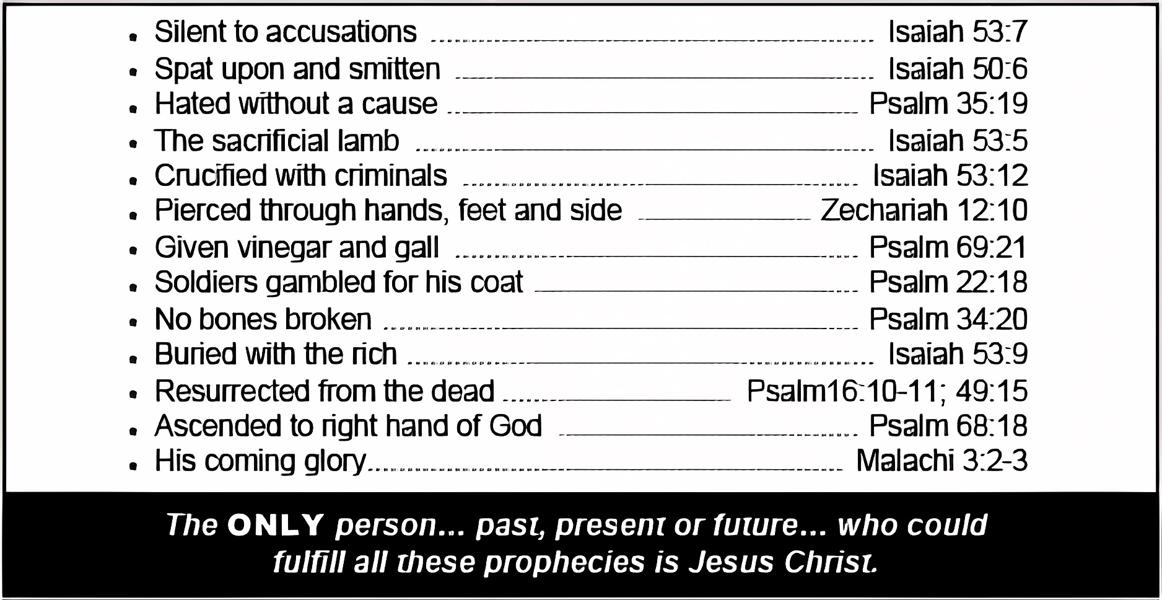 • Silent to accusations ........................ Isaiah 53:7
• Spat upon and smitten ........................ Isaiah 50:6
• Hated without a cause ........................ Psalm 35:19
• The sacrificial lamb ........................ Isaiah 53:5
• Crucified with criminals ........................ Isaiah 53:12
• Pierced through hands, feet and side ........................ Zechariah 12:10
• Given vinegar and gall ........................ Psalm 69:21
• Soldiers gambled for his coat ........................ Psalm 22:18
• No bones broken ........................ Psalm 34:20
• Buried with the rich ........................ Isaiah 53:9
• Resurrected from the dead ........................ Psalm16:10-11; 49:15
• Ascended to right hand of God ........................ Psalm 68:18
• His coming glory........................ Malachi 3:2-3
The ONLY person... past, present or future... who could
fulfill all these prophecies is Jesus Christ.